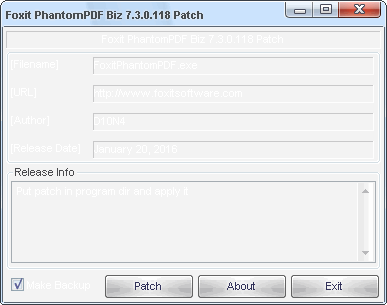 Foxit PhantomPDF Biz 7.3.0.118 Patch
Foxit PhantomPDF Biz 7.3.0.118 Patch
[Filename] FoxitPhantomPDF.exe
[URL] http://www.foxitsoftware.com
[Author]
[Release Date] January 20, 2016
Release Info
Put patch in program dir and apply it.
Make Backup Patch About Exit